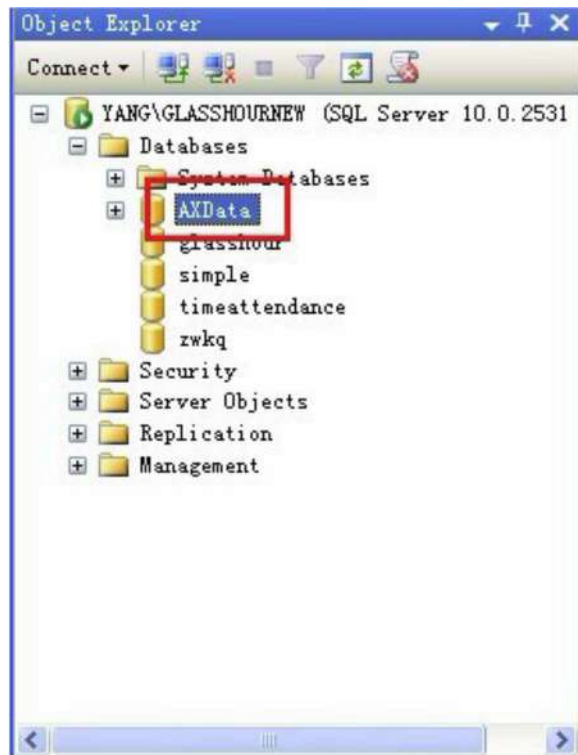 Object Explorer
Connect
YANG\GLASSHOURNEW (SQL Server 10.0.2531
Databases
System Databases
AXData
glasshour
simple
timeattendance
zwkq
Security
Server Objects
Replication
Management